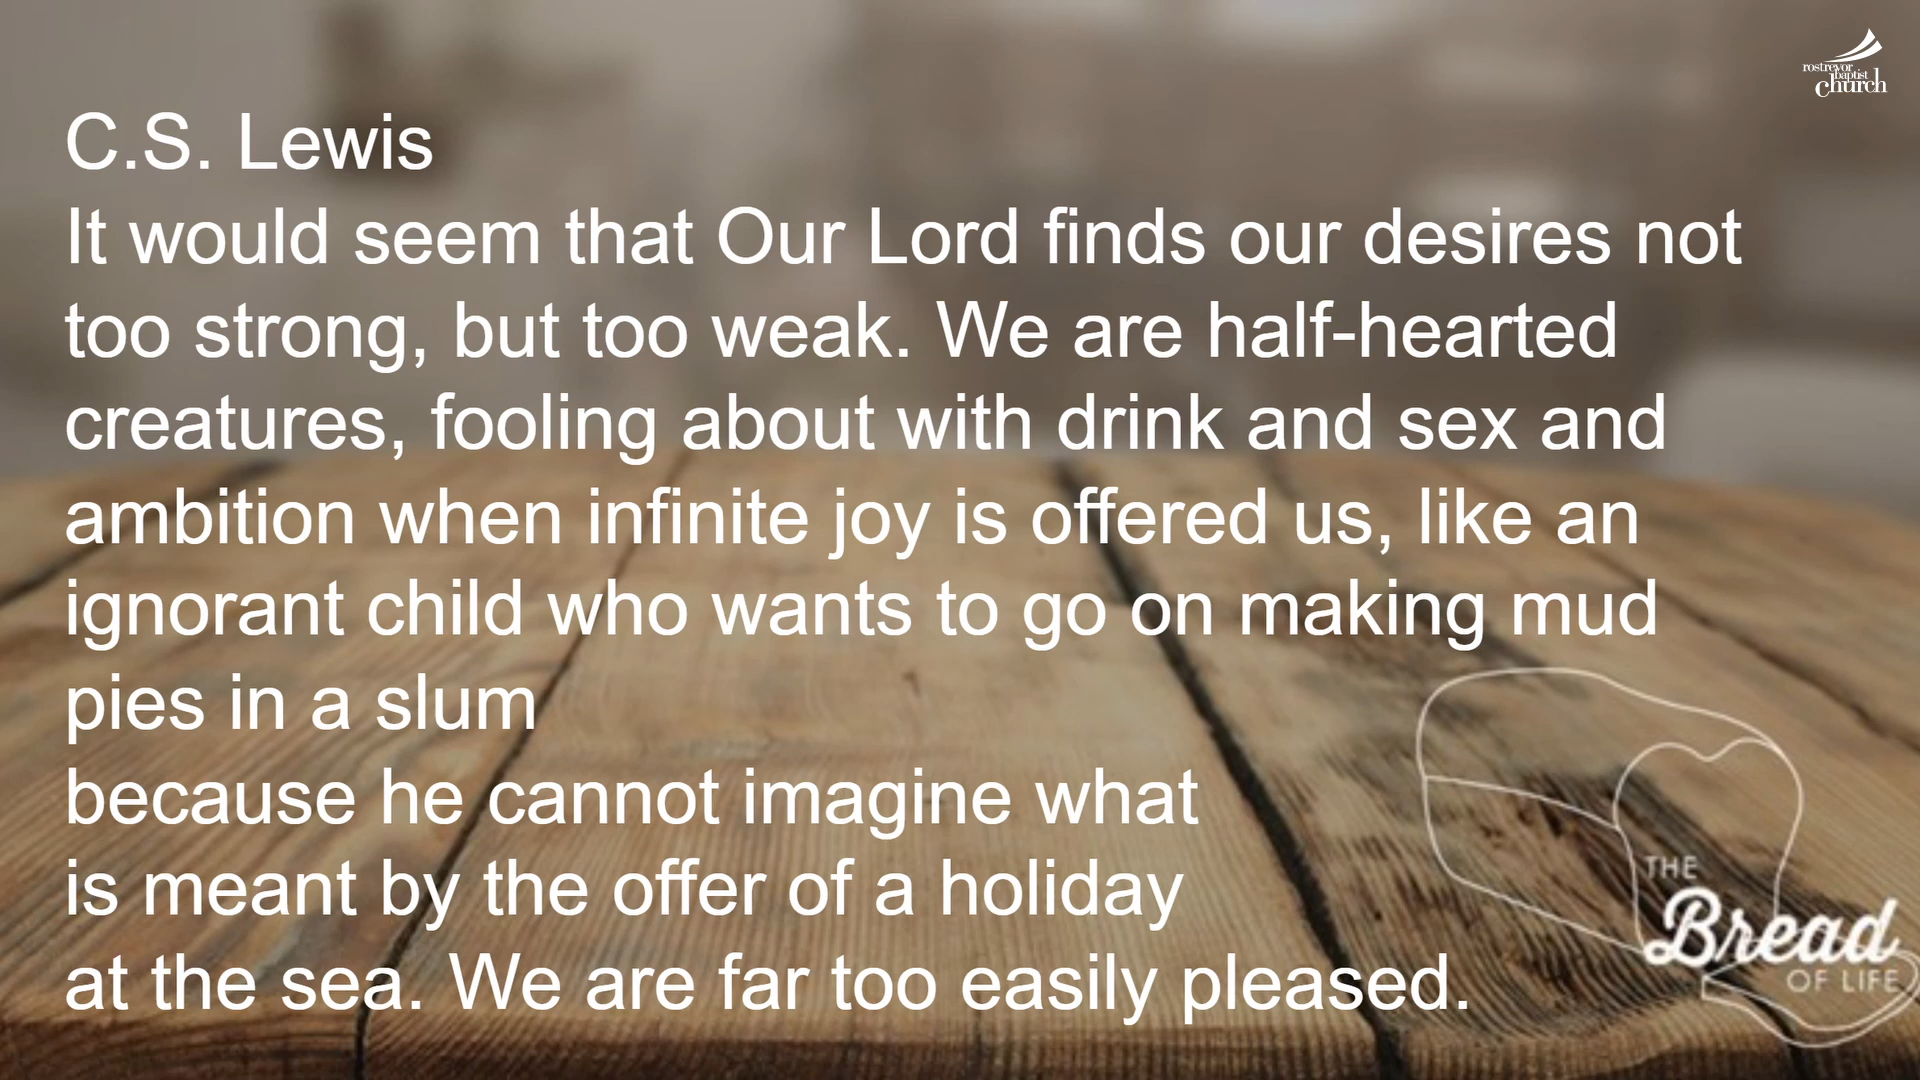 rostrevor
baptist
church
C.S. Lewis
It would seem that Our Lord finds our desires not
too strong, but too weak. We are half-hearted
creatures, fooling about with drink and sex and
ambition when infinite joy is offered us, like an
ignorant child who wants to go on making mud
pies in a slum
because he cannot imagine what
is meant by the offer of a holiday
at the sea. We are far too easily pleased.
THE
Bread
OF LIFE